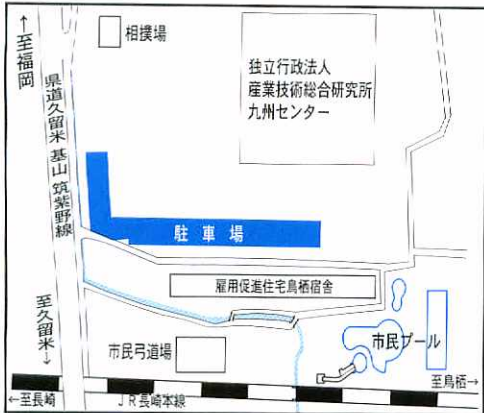 ↑至福岡
相撲場
独立行政法人
産業技術総合研究所
九州センター
県道久留米 基山 筑紫野線
駐車場
雇用促進住宅鳥栖宿舎
至久留米↓
市民弓道場
市民プール
至鳥栖→
←至長崎
JR長崎本線